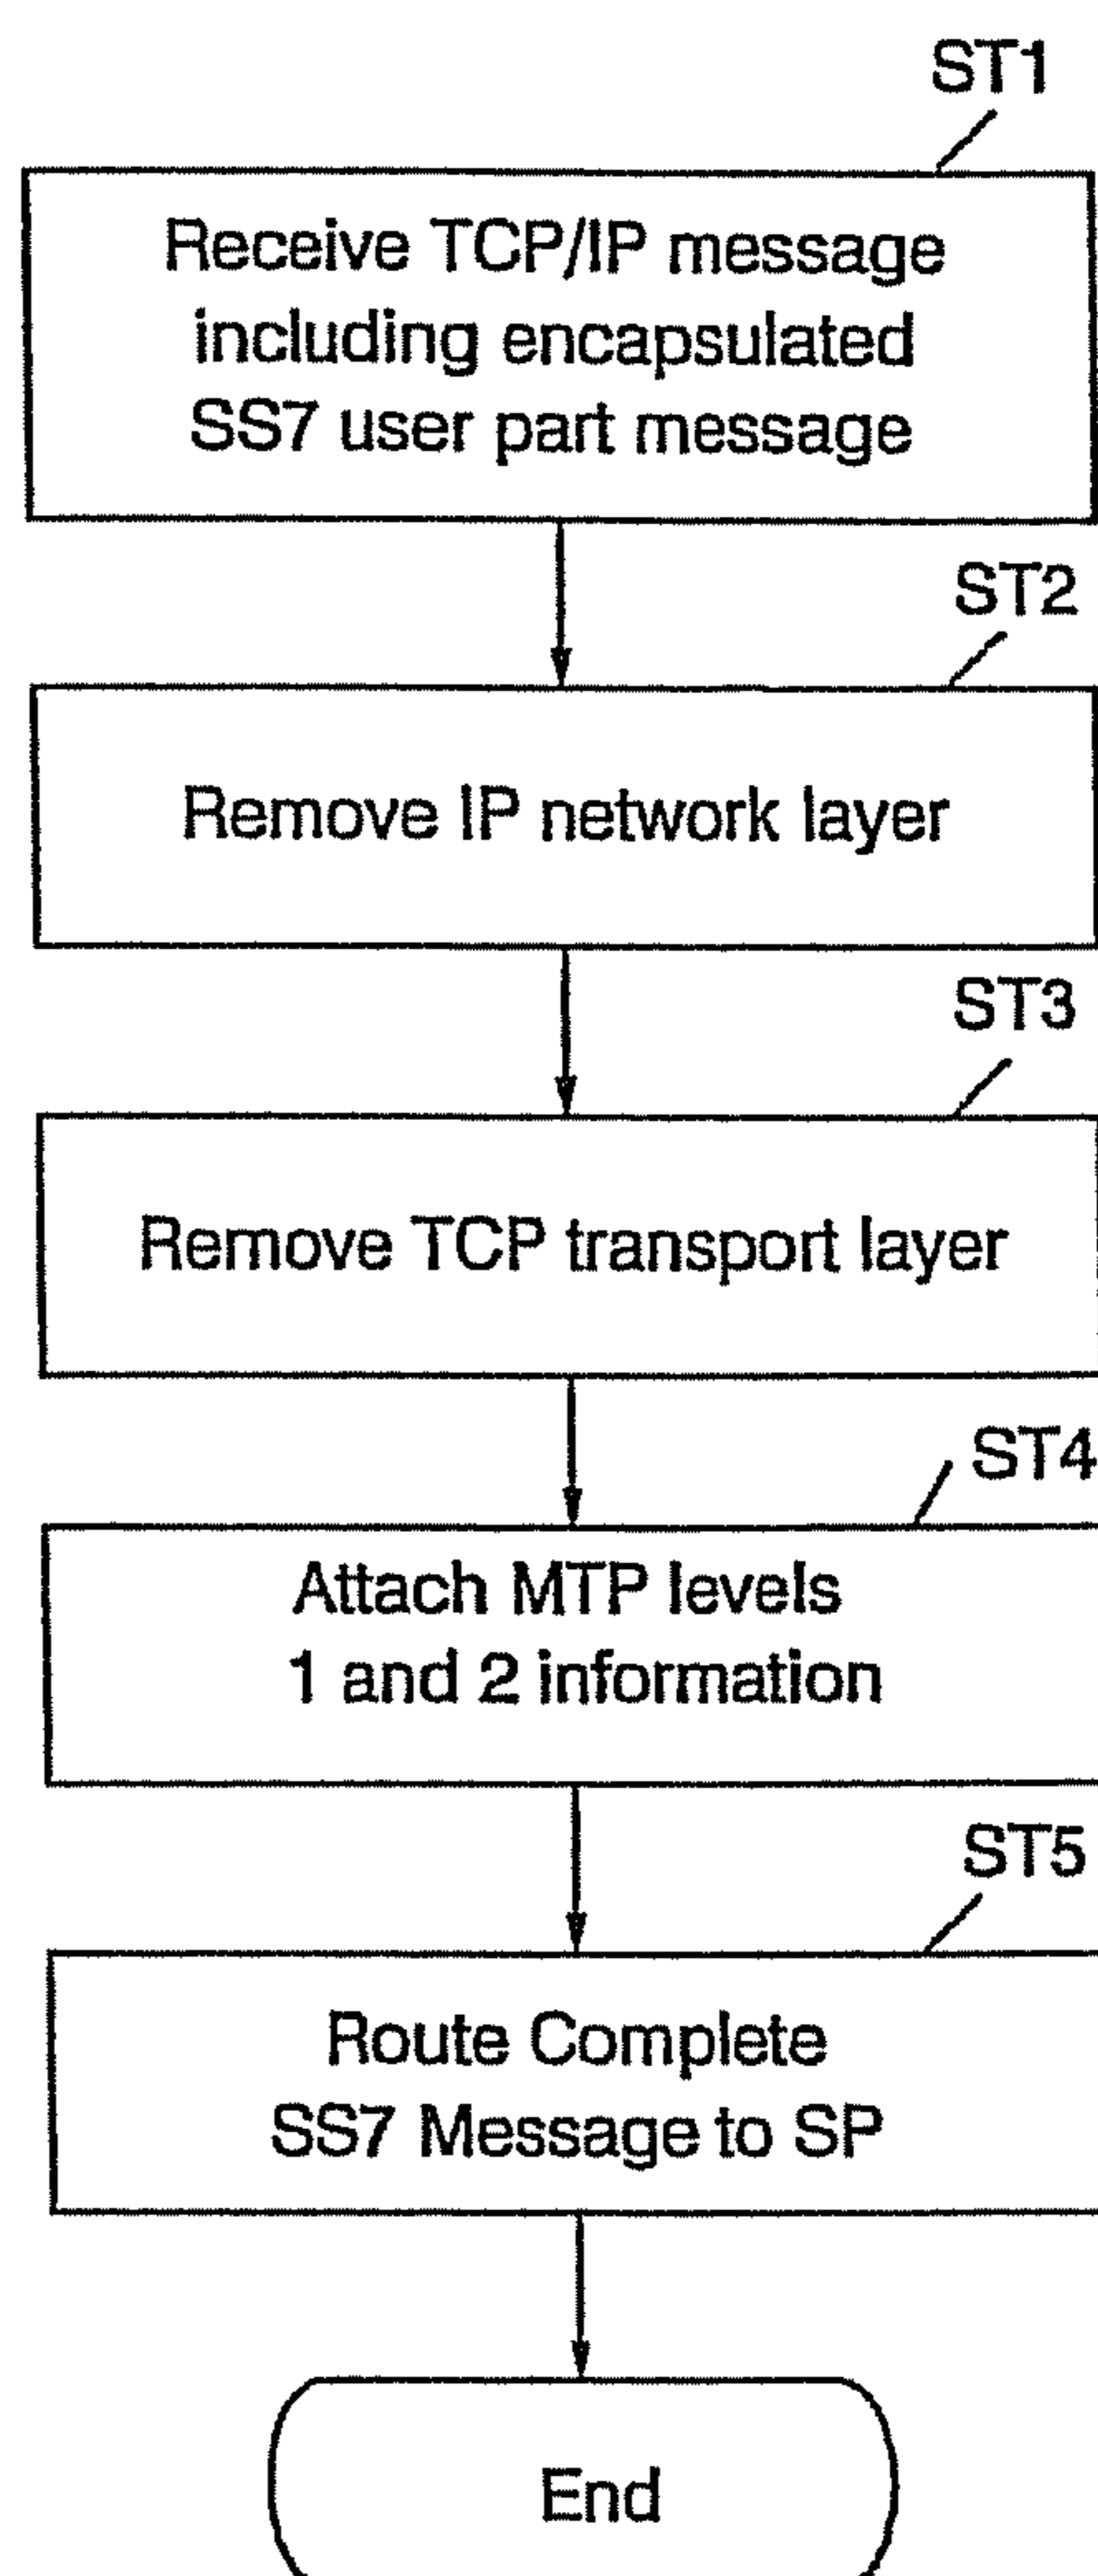 ST1
Receive TCP/IP message
including encapsulated
SS7 user part message
ST2
Remove IP network layer
ST3
Remove TCP transport layer
ST4
Attach MTP levels
1 and 2 information
ST5
Route Complete
SS7 Message to SP
End